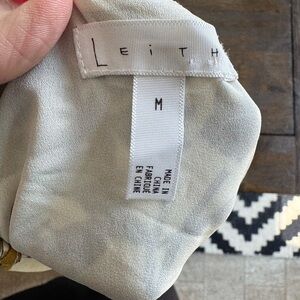 LEITH
M
MADE IN
CHINA
FABRIQUÉ
EN CHINE